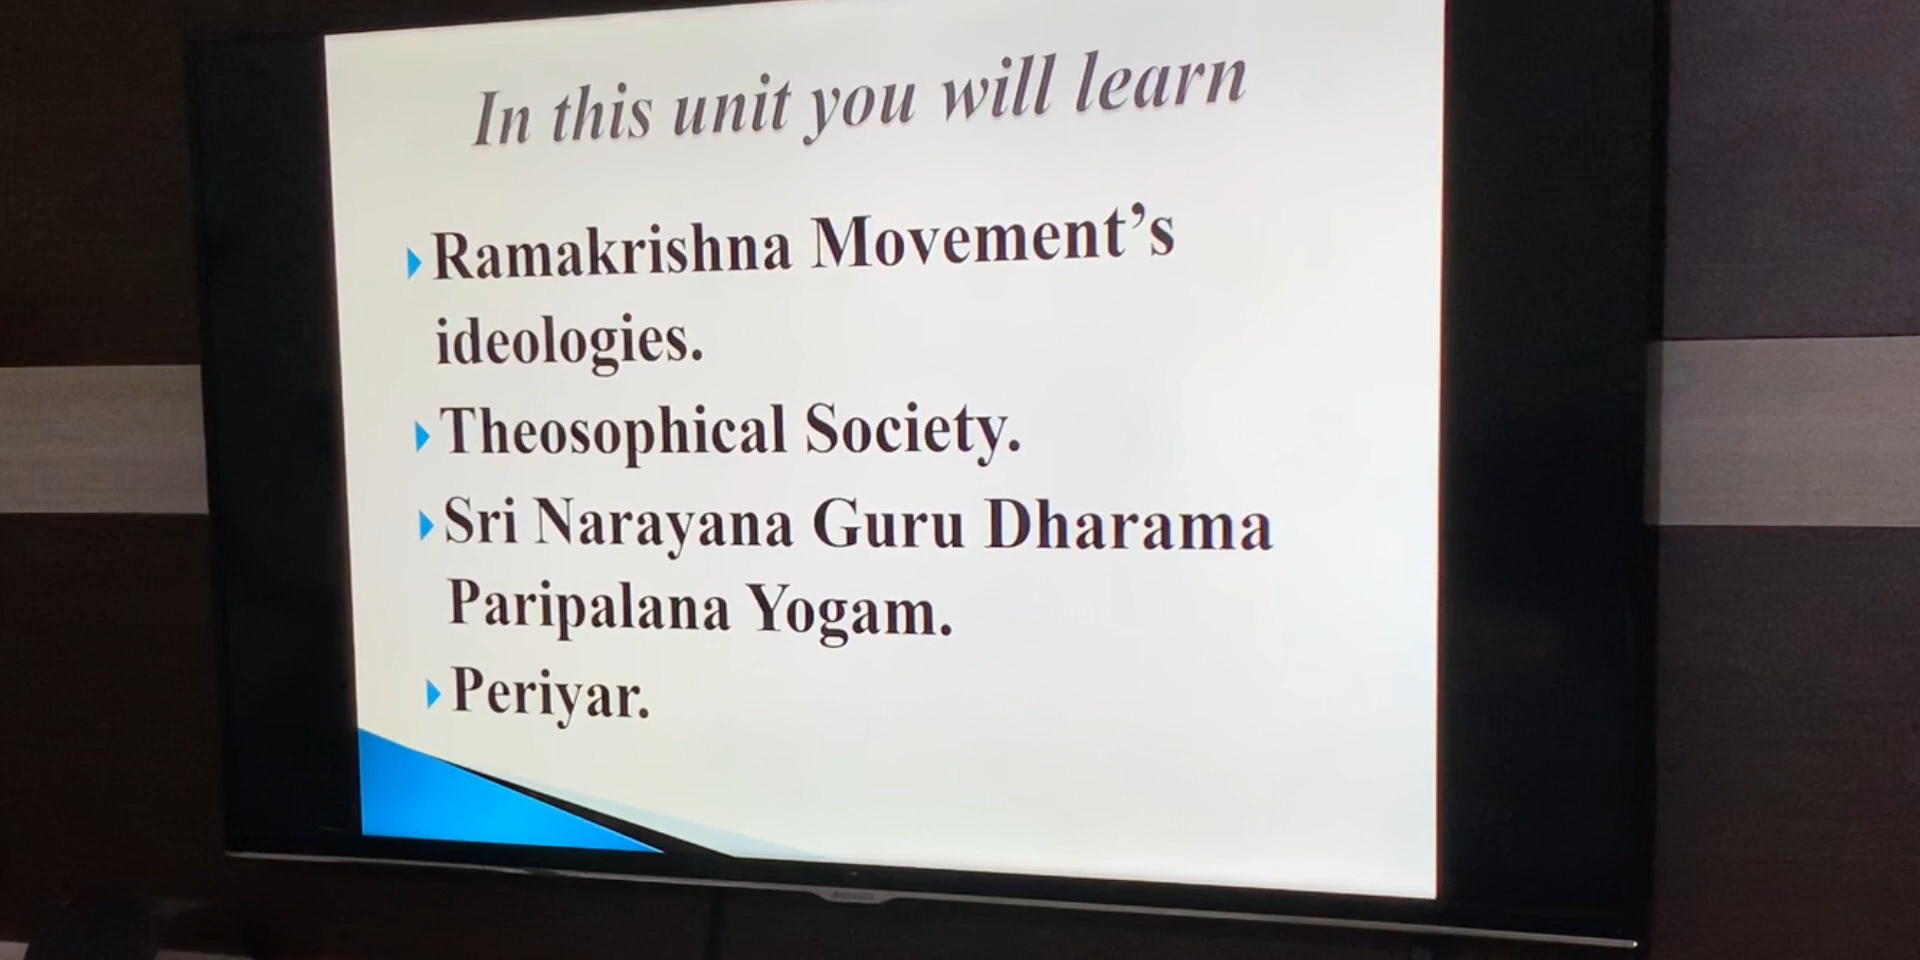 In this unit you will learn
Ramakrishna Movement’s
ideologies.
Theosophical Society.
Sri Narayana Guru Dharama
Paripalana Yogam.
Periyar.